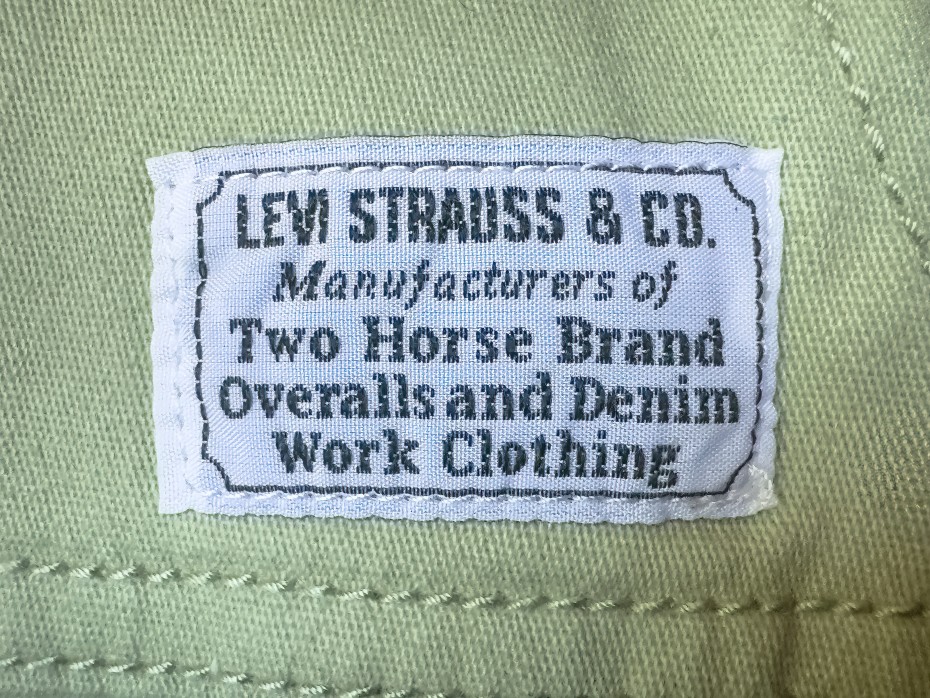 LEVI STRAUSS & CO.
Manufacturers of
Two Horse Brand
Overalls and Denim
Work Clothing